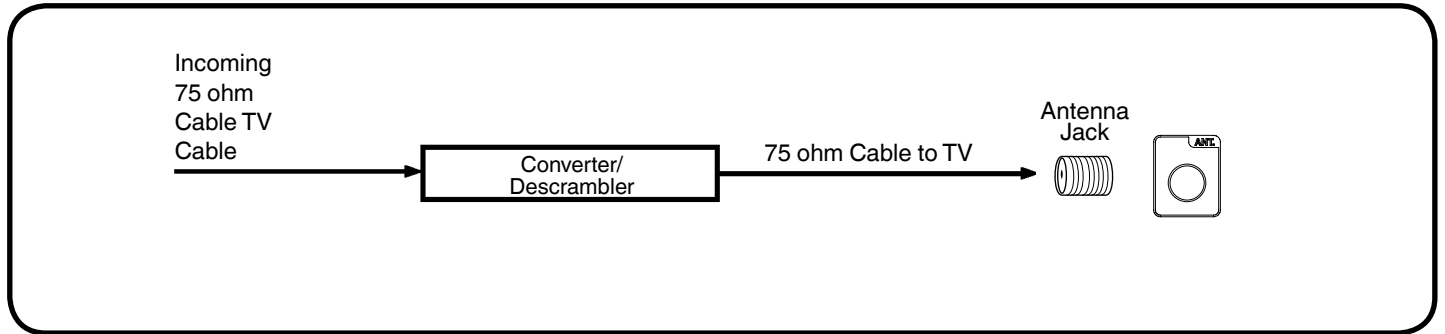 Incoming
75 ohm
Cable TV
Cable
Converter/
Descrambler
75 ohm Cable to TV
Antenna
Jack
ANT.